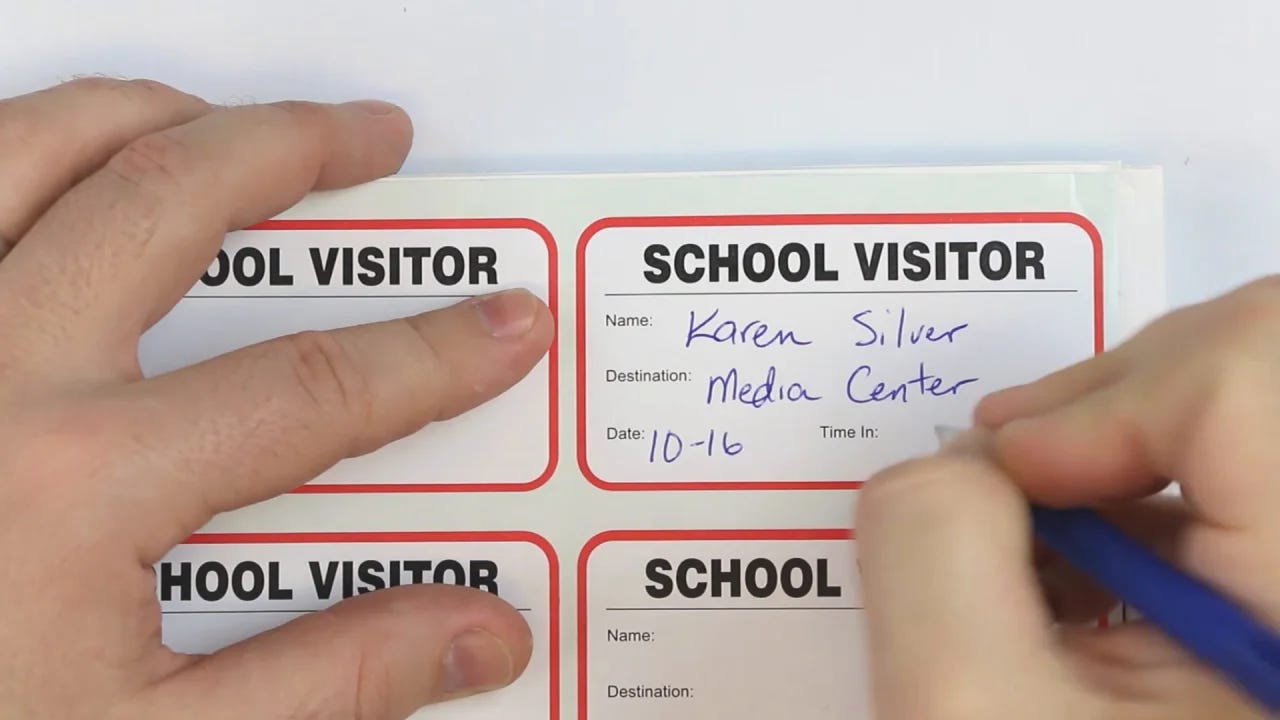 OOL VISITOR
SCHOOL VISITOR
Name: Karen Silver
Destination: Media Center
Date: 10-16 Time In:
HOOL VISITOR
SCHOOL
Name:
Destination: